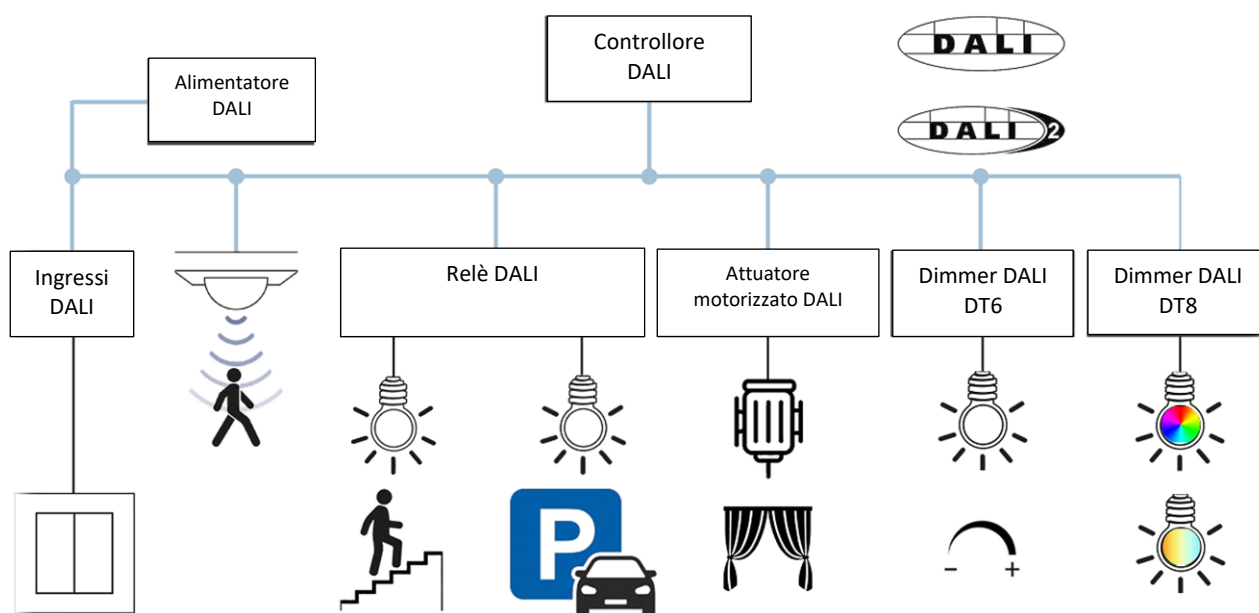 Controllore
DALI
DALI
Alimentatore
DALI
DALI 2
Ingressi
DALI
Relè DALI
Attuatore
motorizzato DALI
Dimmer DALI
DT6
Dimmer DALI
DT8
P
- +